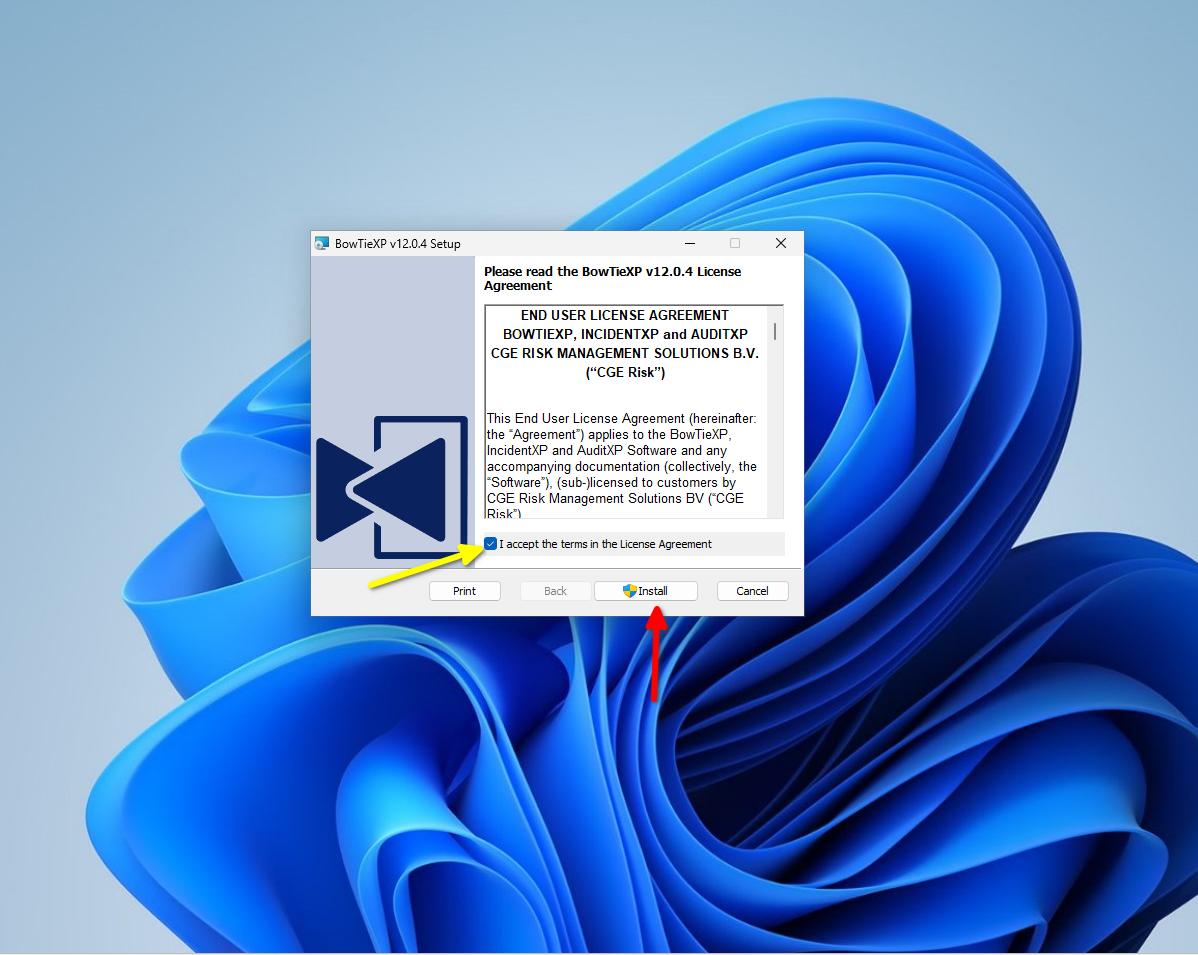 BowTieXP v12.0.4 Setup
Please read the BowTieXP v12.0.4 License
Agreement
END USER LICENSE AGREEMENT
BOWTIEXP, INCIDENTXP and AUDITXP
CGE RISK MANAGEMENT SOLUTIONS B.V.
(“CGE Risk”)
This End User License Agreement (hereinafter:
the “Agreement”) applies to the BowTieXP,
IncidentXP and AuditXP Software and any
accompanying documentation (collectively, the
“Software”), (sub-)licensed to customers by
CGE Risk Management Solutions BV (“CGE
Risk”)
I accept the terms in the License Agreement
Print Back Install Cancel